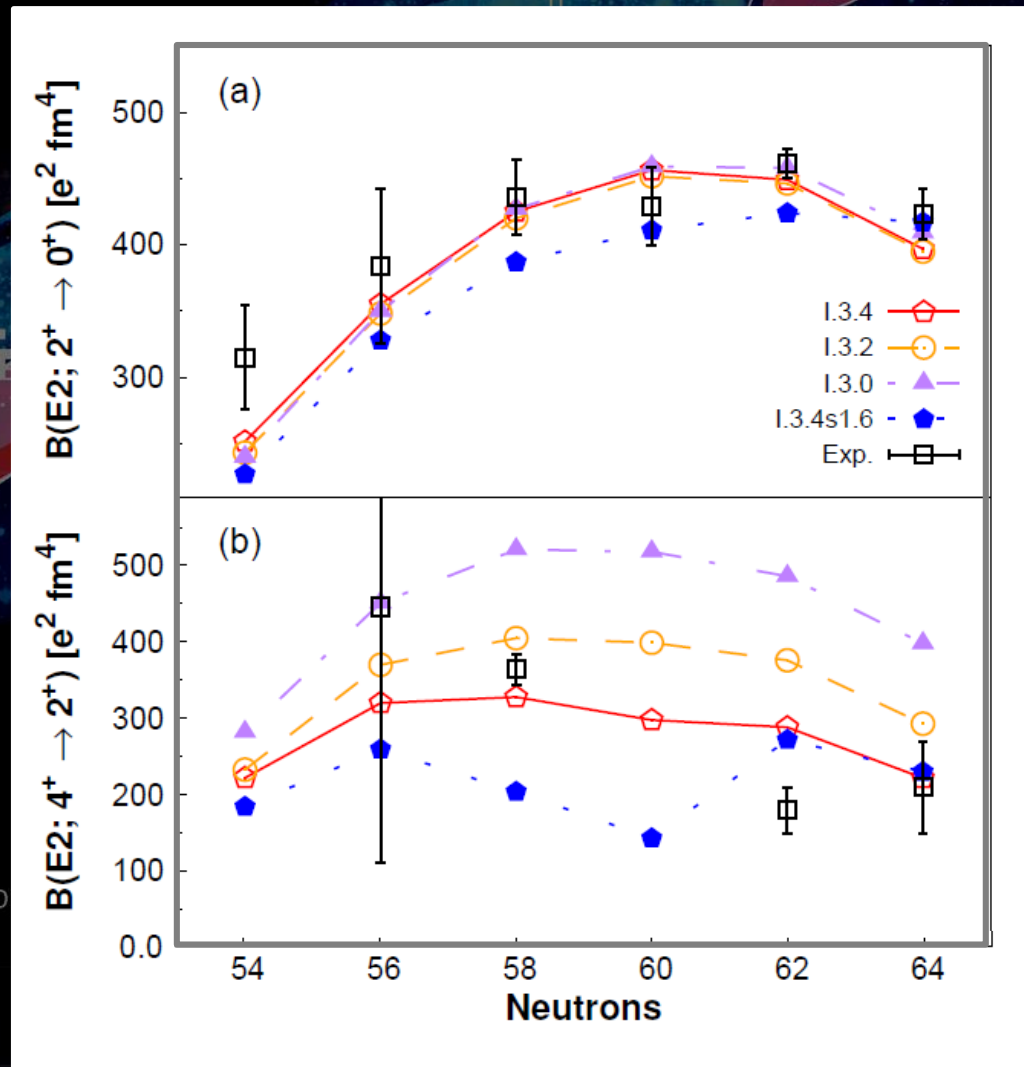 (a)
B(E2; 2⁺ → 0⁺) [e² fm⁴]
500
400
300
I.3.4
I.3.2
I.3.0
I.3.4s1.6
Exp.
(b)
B(E2; 4⁺ → 2⁺) [e² fm⁴]
500
400
300
200
100
0.0
54 56 58 60 62 64
Neutrons